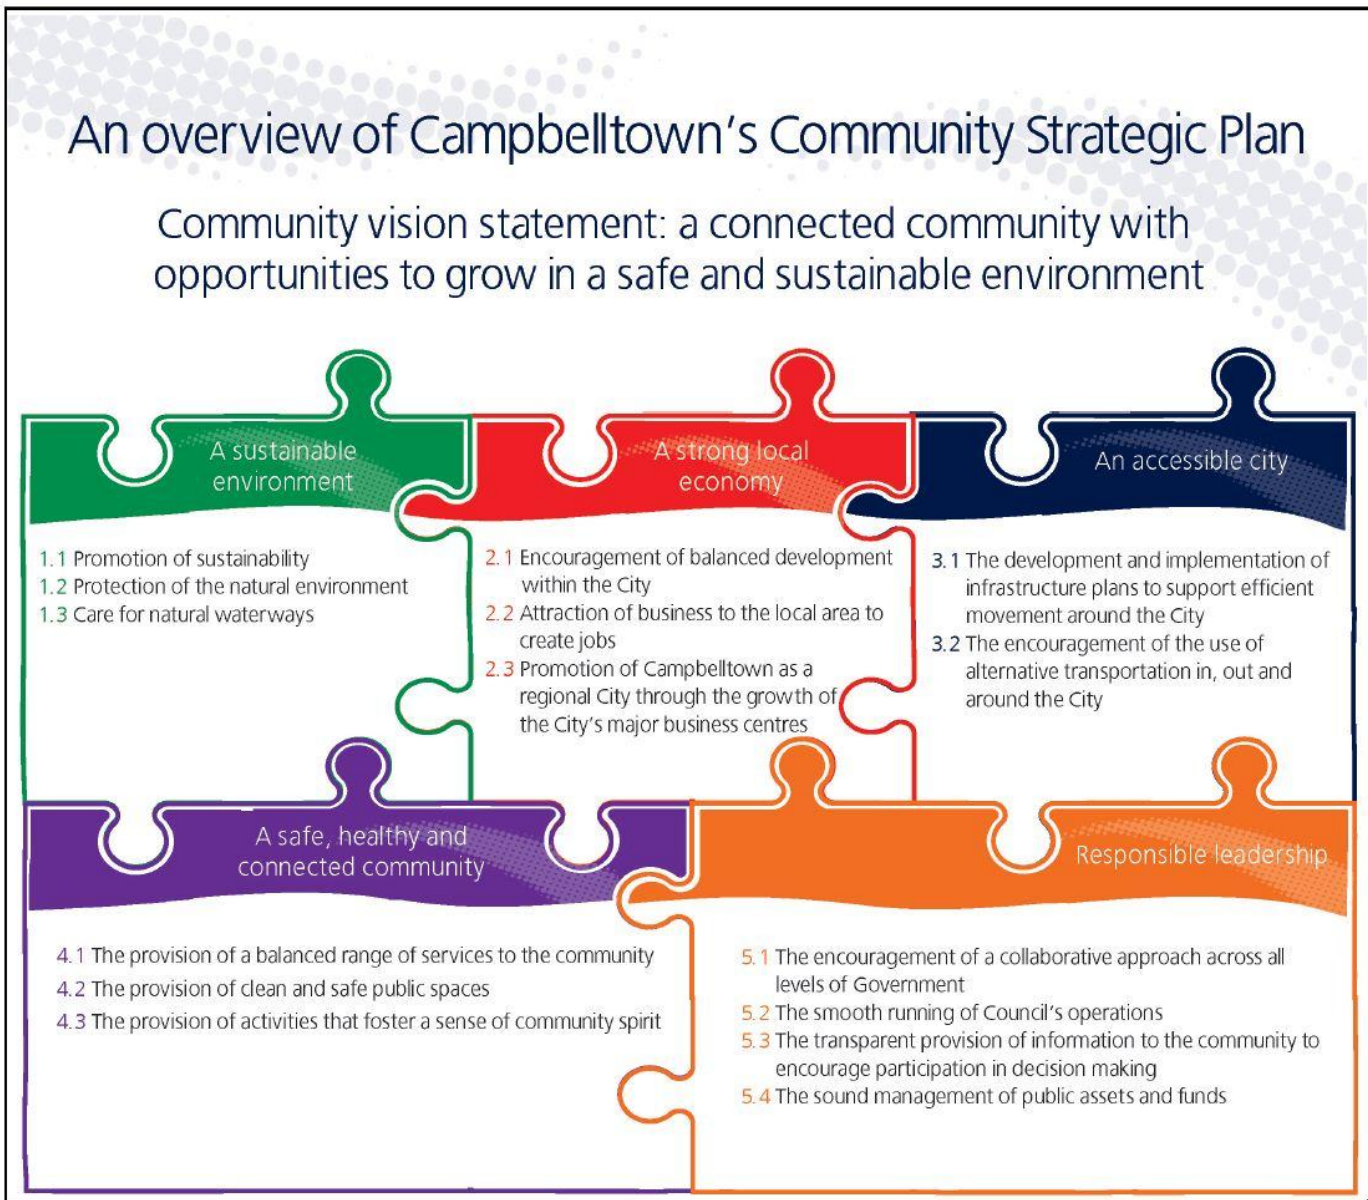 An overview of Campbelltown's Community Strategic Plan
Community vision statement: a connected community with
opportunities to grow in a safe and sustainable environment
A sustainable
environment
1.1 Promotion of sustainability
1.2 Protection of the natural environment
1.3 Care for natural waterways
A strong local
economy
2.1 Encouragement of balanced development
within the City
2.2 Attraction of business to the local area to
create jobs
2.3 Promotion of Campbelltown as a
regional City through the growth of
the City's major business centres
An accessible city
3.1 The development and implementation of
infrastructure plans to support efficient
movement around the City
3.2 The encouragement of the use of
alternative transportation in, out and
around the City
A safe, healthy and
connected community
4.1 The provision of a balanced range of services to the community
4.2 The provision of clean and safe public spaces
4.3 The provision of activities that foster a sense of community spirit
Responsible leadership
5.1 The encouragement of a collaborative approach across all
levels of Government
5.2 The smooth running of Council's operations
5.3 The transparent provision of information to the community to
encourage participation in decision making
5.4 The sound management of public assets and funds